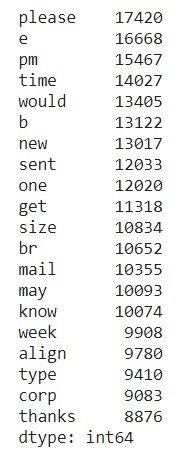 please 17420
e 16668
pm 15467
time 14027
would 13405
b 13122
new 13017
sent 12033
one 12020
get 11318
size 10834
br 10652
mail 10355
may 10093
know 10074
week 9908
align 9780
type 9410
corp 9083
thanks 8876
dtype: int64